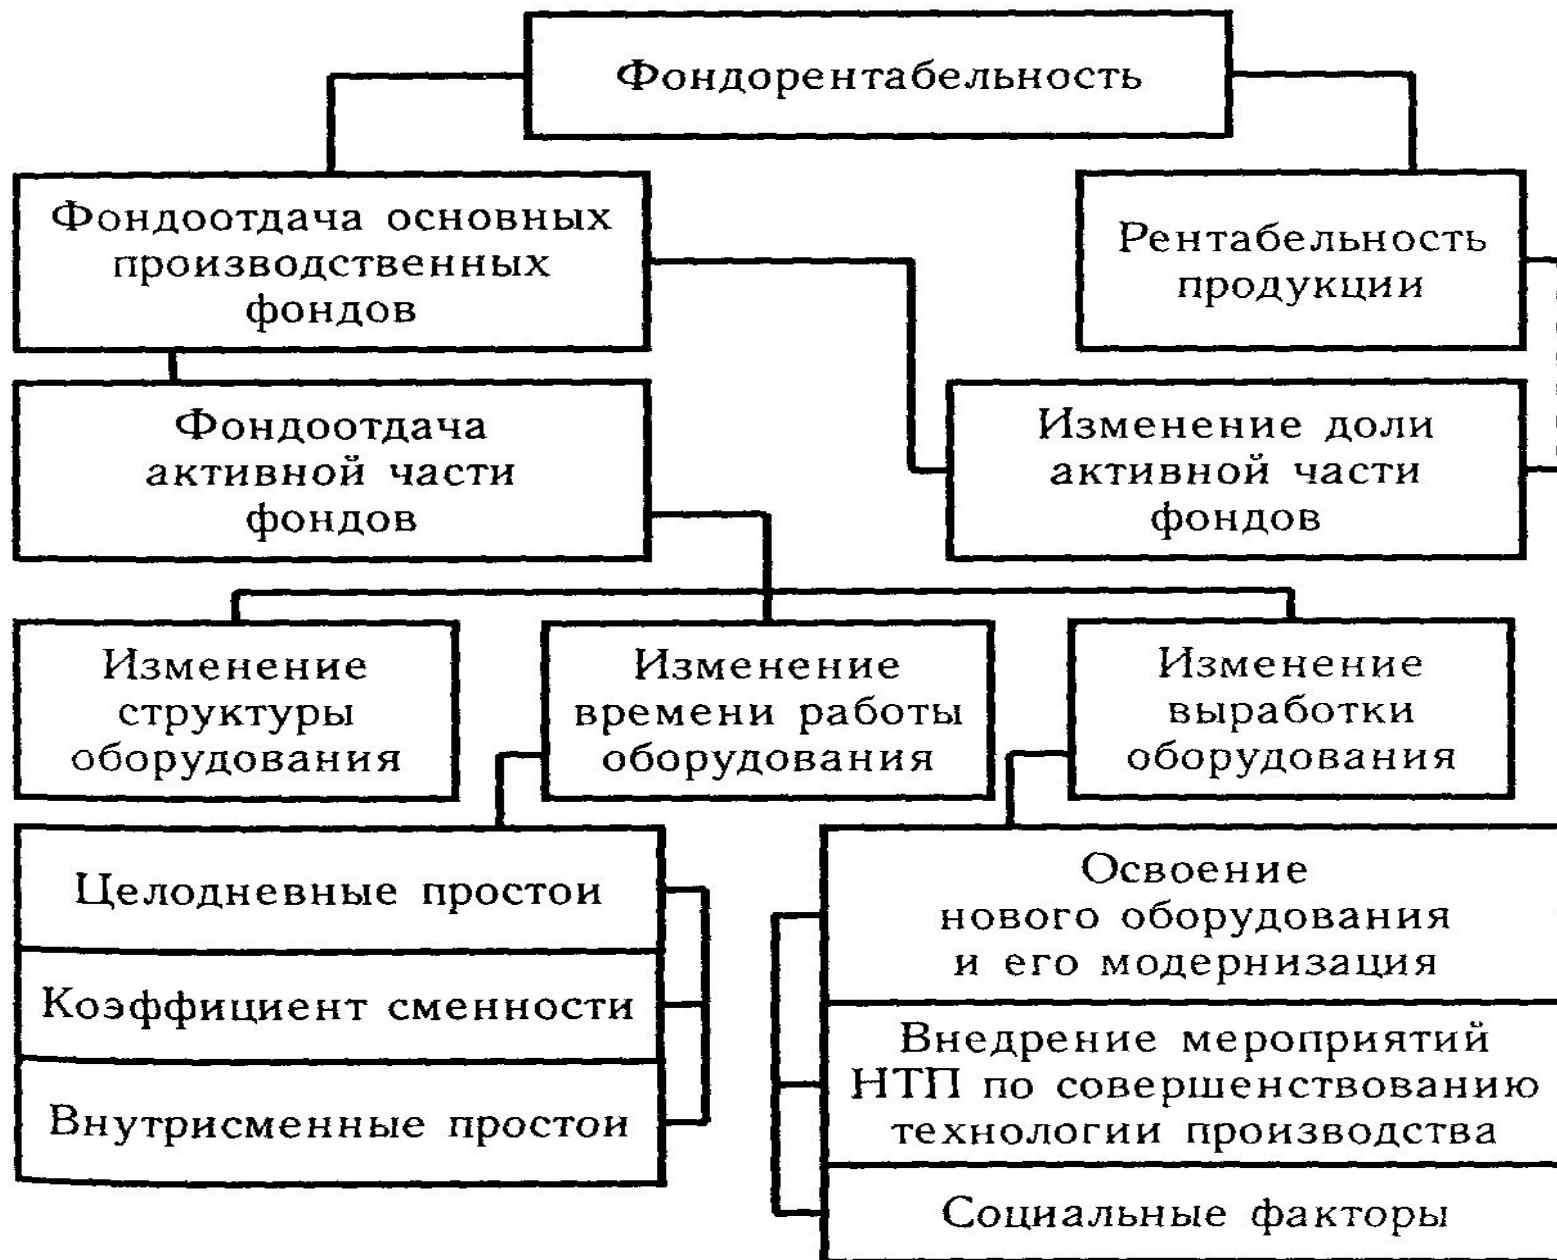 Фондорентабельность
Фондоотдача основных
производственных
фондов
Рентабельность
продукции
Фондоотдача
активной части
фондов
Изменение доли
активной части
фондов
Изменение
структуры
оборудования
Изменение
времени работы
оборудования
Изменение
выработки
оборудования
Целодневные простои
Коэффициент сменности
Внутрисменные простои
Освоение
нового оборудования
и его модернизация
Внедрение мероприятий
НТП по совершенствованию
технологии производства
Социальные факторы